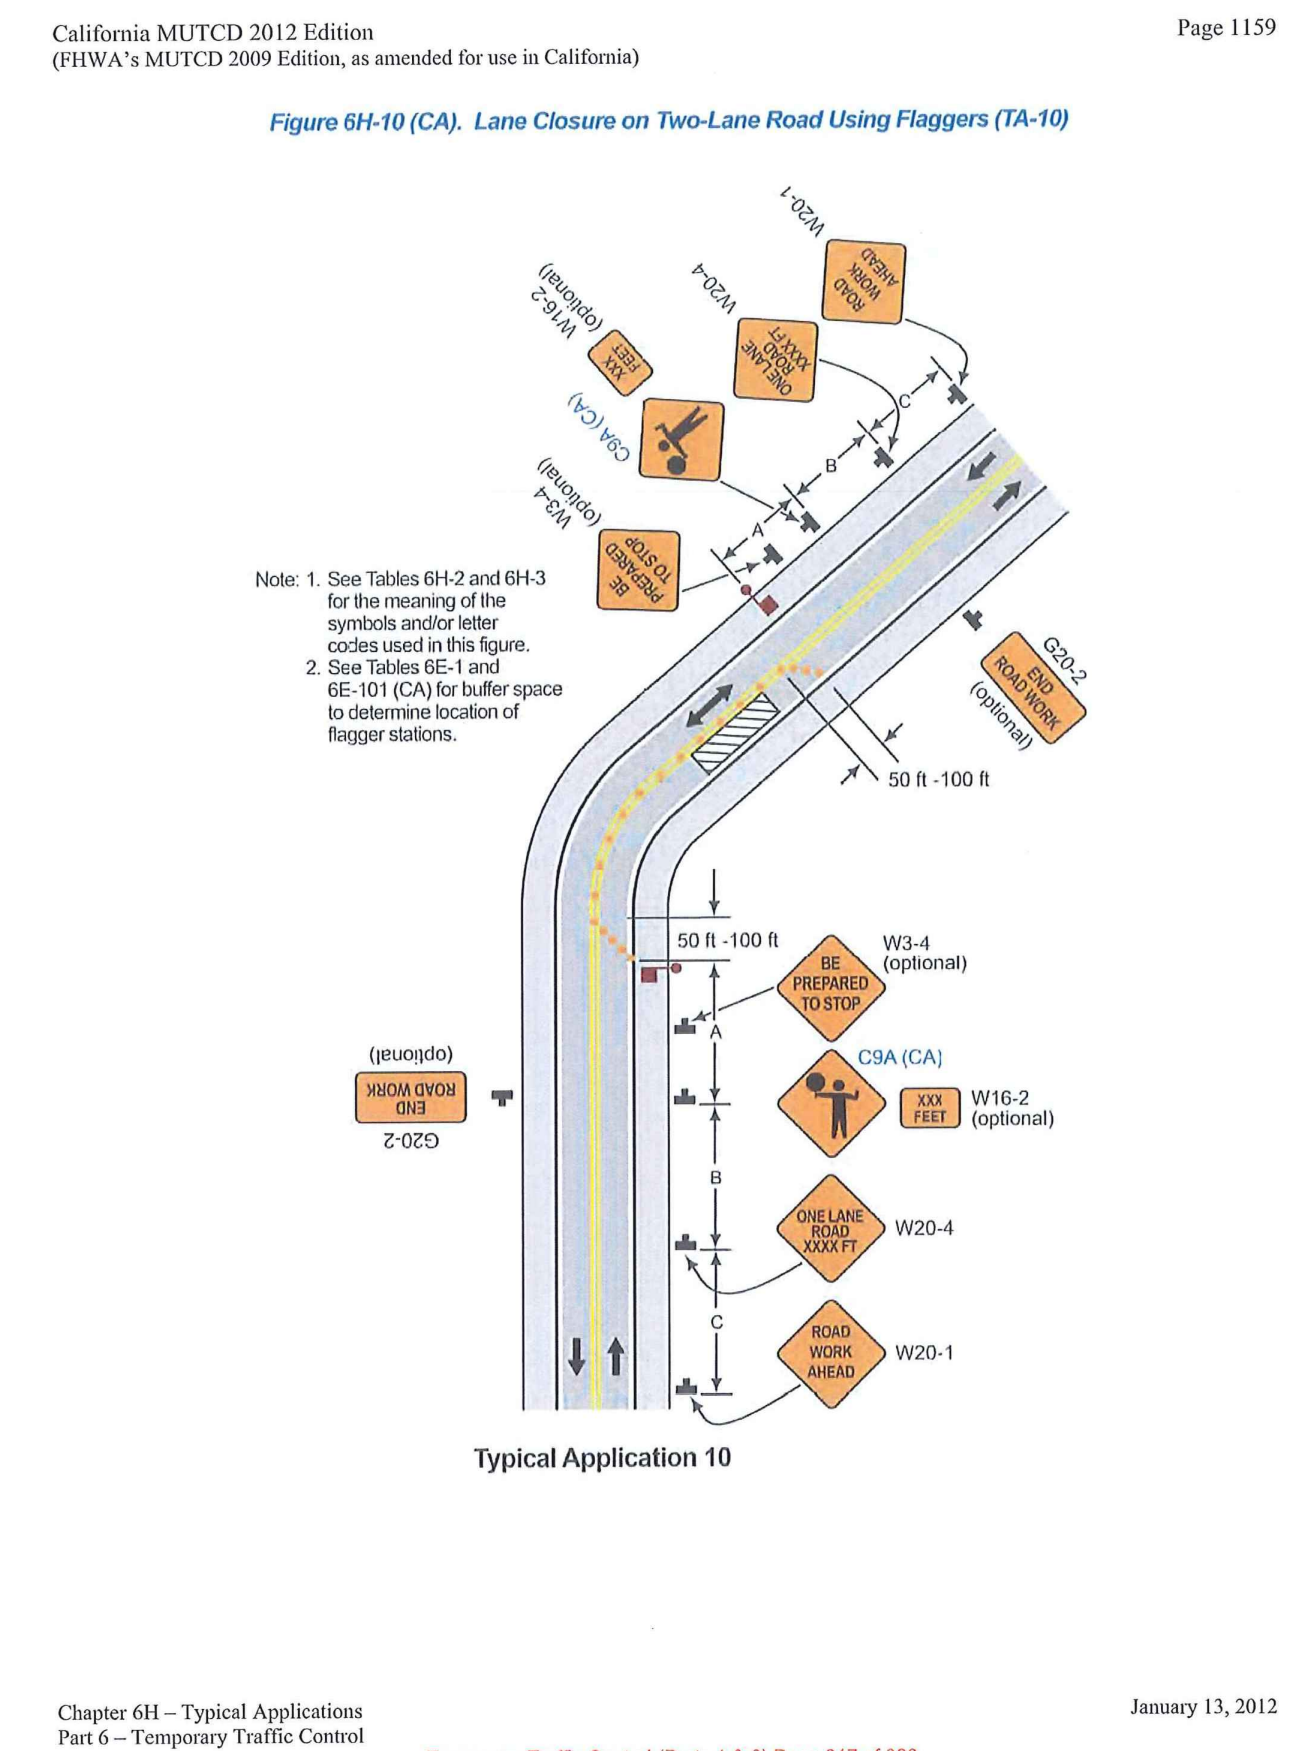 California MUTCD 2012 Edition
Page 1159
(FHWA's MUTCD 2009 Edition, as amended for use in California)
Figure 6H-10 (CA). Lane Closure on Two-Lane Road Using Flaggers (TA-10)
W20-1
ROAD
WORK
AHEAD
W20-4
ONE LANE
ROAD
XXXX FT
W16-2
(optional)
XXX
FEET
C9A (CA)
W3-4
(optional)
BE
PREPARED
TO STOP
C
B
A
Note: 1. See Tables 6H-2 and 6H-3
for the meaning of the
symbols and/or letter
codes used in this figure.
2. See Tables 6E-1 and
6E-101 (CA) for buffer space
to determine location of
flagger stations.
G20-2
END
ROAD WORK
(optional)
50 ft -100 ft
50 ft -100 ft
BE
PREPARED
TO STOP
W3-4
(optional)
A
C9A (CA)
XXX
FEET
W16-2
(optional)
(optional)
END
ROAD WORK
G20-2
B
ONE LANE
ROAD
XXXX FT
W20-4
C
ROAD
WORK
AHEAD
W20-1
Typical Application 10
Chapter 6H – Typical Applications
January 13, 2012
Part 6 – Temporary Traffic Control